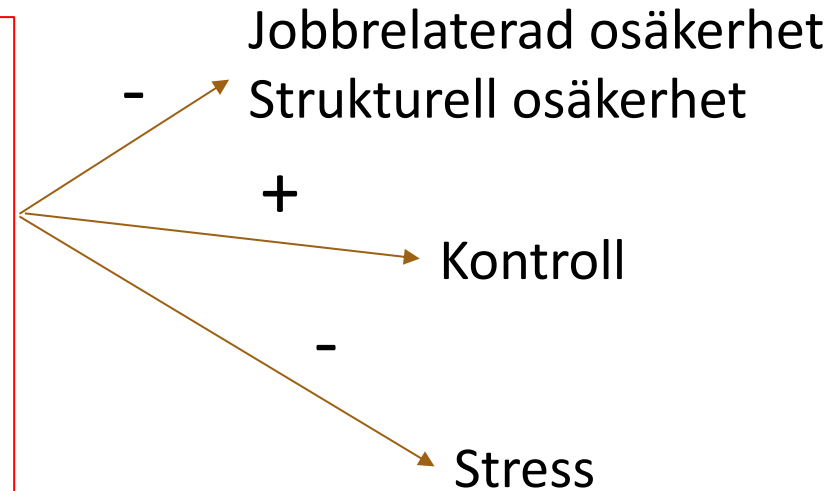 Jobbrelaterad osäkerhet
- Strukturell osäkerhet
+
Kontroll
-
Stress